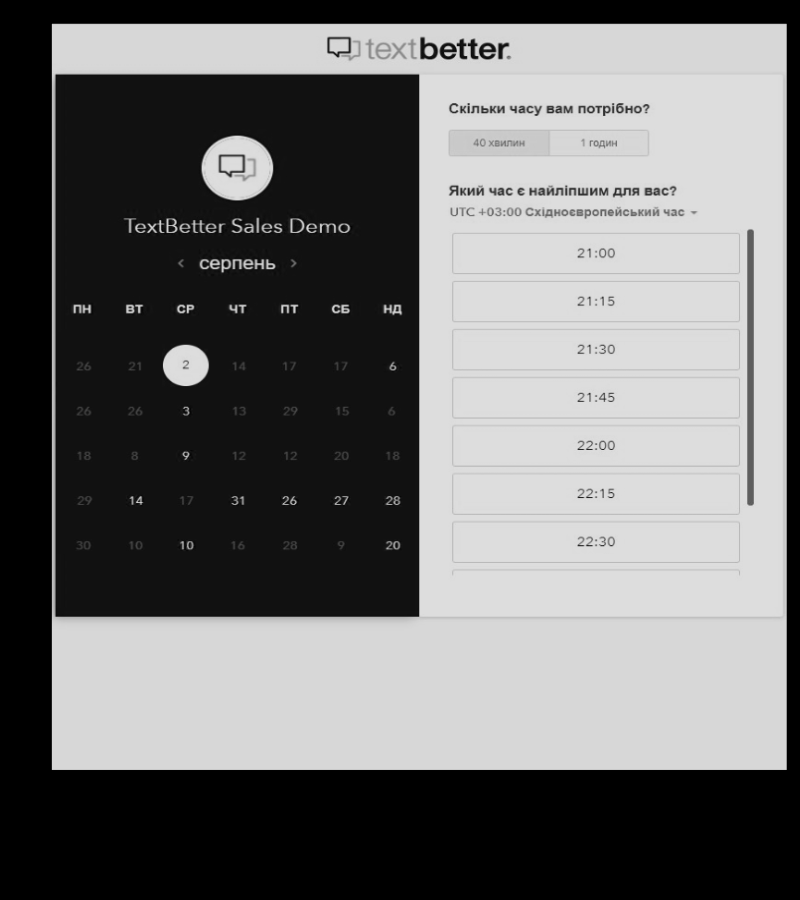 textbetter.
TextBetter Sales Demo
‹ серпень ›
ПН ВТ СР ЧТ ПТ СБ НД
26 21 2 14 17 17 6
26 26 3 13 29 15 6
18 8 9 12 12 20 18
29 14 17 31 26 27 28
30 10 10 16 28 9 20
Скільки часу вам потрібно?
40 хвилин 1 годин
Який час є найліпшим для вас?
UTC +03:00 Східноєвропейський час
21:00
21:15
21:30
21:45
22:00
22:15
22:30